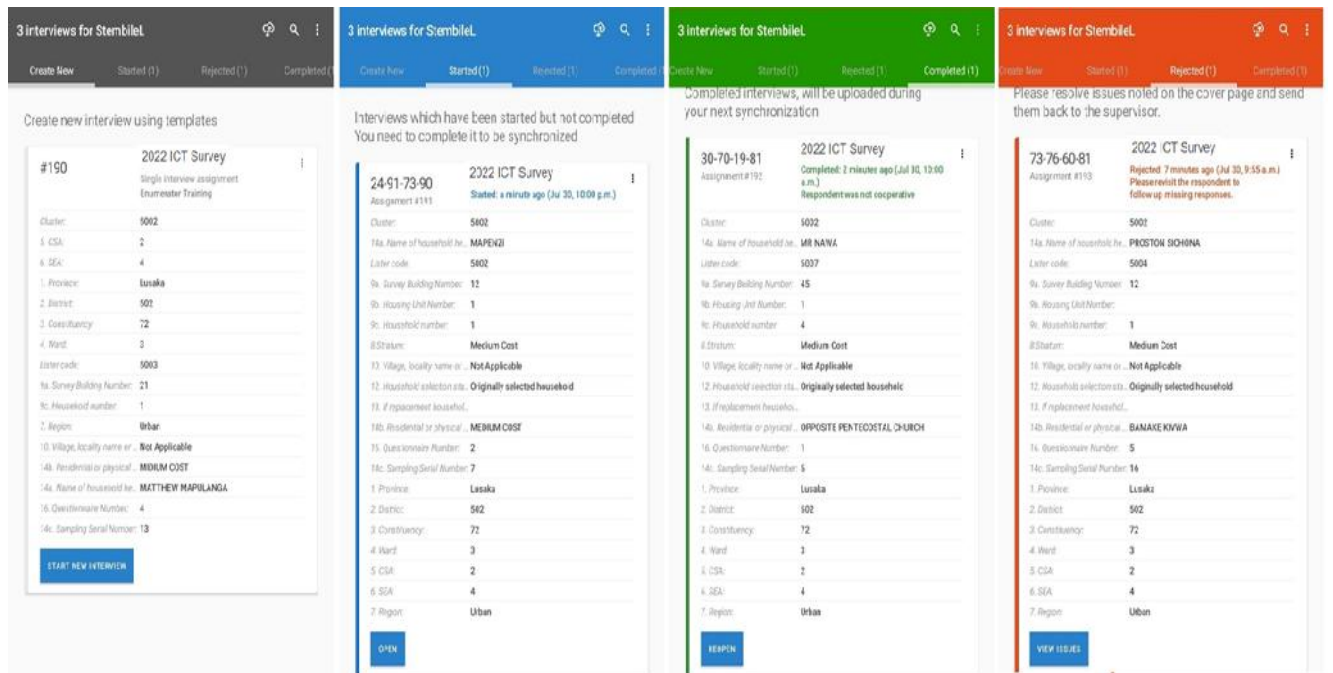 3 interviews for StembileL
Create New Started (1) Rejected (1) Completed (1
Create new interview using templates
#190
2022 ICT Survey
Single interview assignment
Enumerator Training
Cluster: 5002
5. CSA: 2
6. SEA: 4
1. Province: Lusaka
2. District: 502
3. Constituency: 72
4. Ward: 3
Lister code: 5003
9a. Survey Building Number: 21
9c. Household number: 1
7. Region: Urban
10. Village, locality name or ... Not Applicable
14b. Residential or physical ... MIDIUM COST
14a. Name of household he.. MATTHEW MAPULANGA
16. Questionnaire Number: 4
14c. Sampling Serial Number: 13
START NEW INTERVIEW
3 interviews for StembileL
Create New Started (1) Rejected (1) Completed (1
Interviews which have been started but not completed
You need to complete it to be synchronized
24-91-73-90
Assignment #191
2022 ICT Survey
Started: a minute ago (Jul 30, 10:00 p.m.)
Cluster: 5002
14a. Name of household he.. MAPENZI
Lister code: 5002
9a. Survey Building Number: 12
9b. Housing Unit Number: 1
9c. Household number: 1
8.Stratum: Medium Cost
10. Village, locality name or ... Not Applicable
12. Household selection sta.. Originally selected household
13. If replacement househol..
14b. Residential or physical ... MEDIUM COST
16. Questionnaire Number: 2
14c. Sampling Serial Number: 7
1. Province: Lusaka
2. District: 502
3. Constituency: 72
4. Ward: 3
5. CSA: 2
6. SEA: 4
7. Region: Urban
OPEN
3 interviews for StembileL
Create New Started (1) Rejected (1) Completed (1)
Completed interviews, will be uploaded during
your next synchronization
30-70-19-81
Assignment #192
2022 ICT Survey
Completed: 2 minutes ago (Jul 30, 10:00
a.m.)
Respondent was not cooperative
Cluster: 5002
14a. Name of household he.. MR NAWA
Lister code: 5007
9a. Survey Building Number: 45
9b. Housing Unit Number: 1
9c. Household number: 4
8.Stratum: Medium Cost
10. Village, locality name or ... Not Applicable
12. Household selection sta.. Originally selected household
13. If replacement househol..
14b. Residential or physical ... OPPOSITE PENTECOSTAL CHURCH
16. Questionnaire Number: 1
14c. Sampling Serial Number: 5
1. Province: Lusaka
2. District: 502
3. Constituency: 72
4. Ward: 3
5. CSA: 2
6. SEA: 4
7. Region: Urban
REOPEN
3 interviews for StembileL
Create New Started (1) Rejected (1) Completed (1)
Please resolve issues noted on the cover page and send
them back to the supervisor.
73-76-60-81
Assignment #193
2022 ICT Survey
Rejected: 7 minutes ago (Jul 30, 9:55 a.m.)
Please revisit the respondent to
follow up missing responses.
Cluster: 5002
14a. Name of household he.. PROSTON SICHONA
Lister code: 5004
9a. Survey Building Number: 12
9b. Housing Unit Number:
9c. Household number: 1
8.Stratum: Medium Cost
10. Village, locality name or ... Not Applicable
12. Household selection sta.. Originally selected household
13. If replacement househol..
14b. Residential or physical ...
16. Questionnaire Number: 5
14c. Sampling Serial Number: 16
1. Province: Lusaka
2. District: 502
3. Constituency: 72
4. Ward: 3
5. CSA: 2
6. SEA: 4
7. Region: Urban
VIEW ISSUES